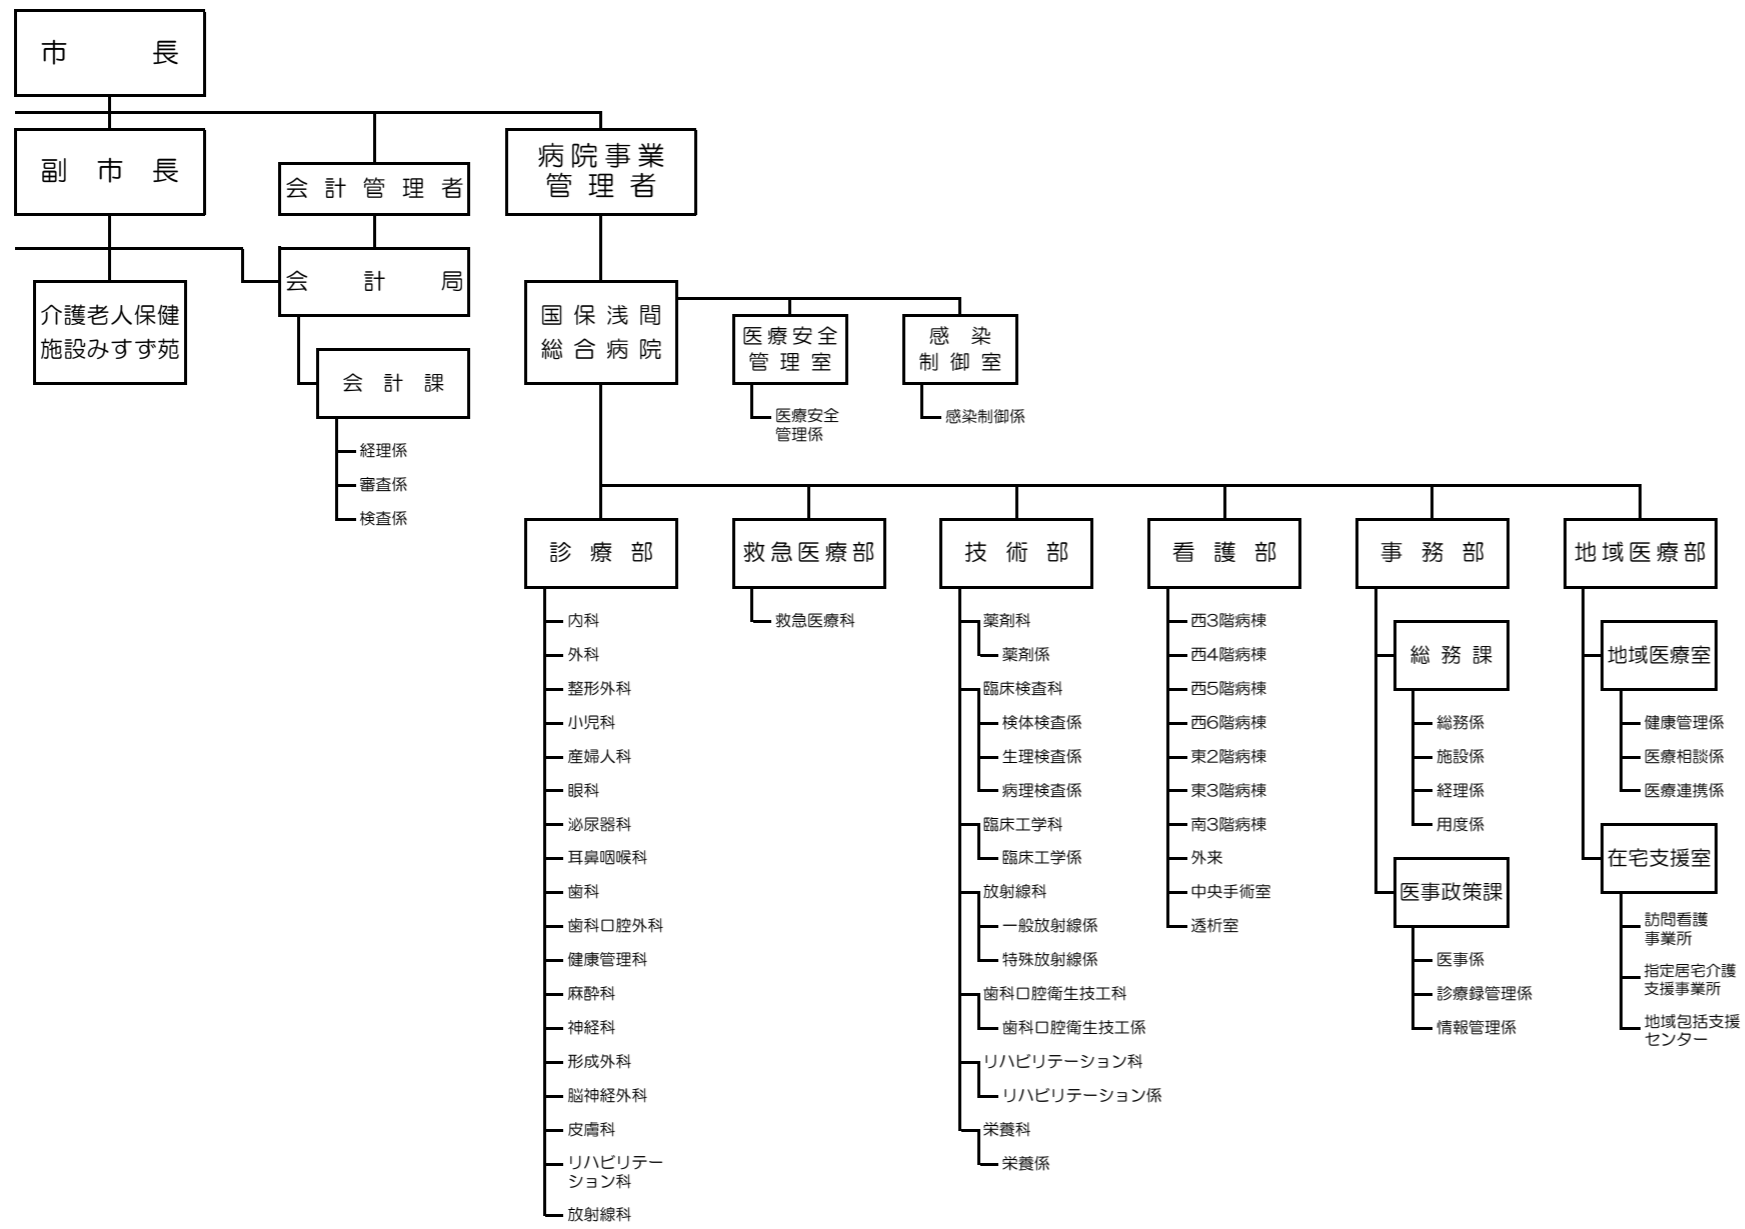 市長
副市長
会計管理者
病院事業
管理者
会計局
介護老人保健
施設みすず苑
会計課
経理係
審査係
検査係
国保浅間
総合病院
医療安全
管理室
医療安全
管理係
感染
制御室
感染制御係
診療部
内科
外科
整形外科
小児科
産婦人科
眼科
泌尿器科
耳鼻咽喉科
歯科
歯科口腔外科
健康管理科
麻酔科
神経科
形成外科
脳神経外科
皮膚科
リハビリテー
ション科
放射線科
救急医療部
救急医療科
技術部
薬剤科
薬剤係
臨床検査科
検体検査係
生理検査係
病理検査係
臨床工学科
臨床工学係
放射線科
一般放射線係
特殊放射線係
歯科口腔衛生技工科
歯科口腔衛生技工係
リハビリテーション科
リハビリテーション係
栄養科
栄養係
看護部
西3階病棟
西4階病棟
西5階病棟
西6階病棟
東2階病棟
東3階病棟
南3階病棟
外来
中央手術室
透析室
事務部
総務課
総務係
施設係
経理係
用度係
医事政策課
医事係
診療録管理係
情報管理係
地域医療部
地域医療室
健康管理係
医療相談係
医療連携係
在宅支援室
訪問看護
事業所
指定居宅介護
支援事業所
地域包括支援
センター